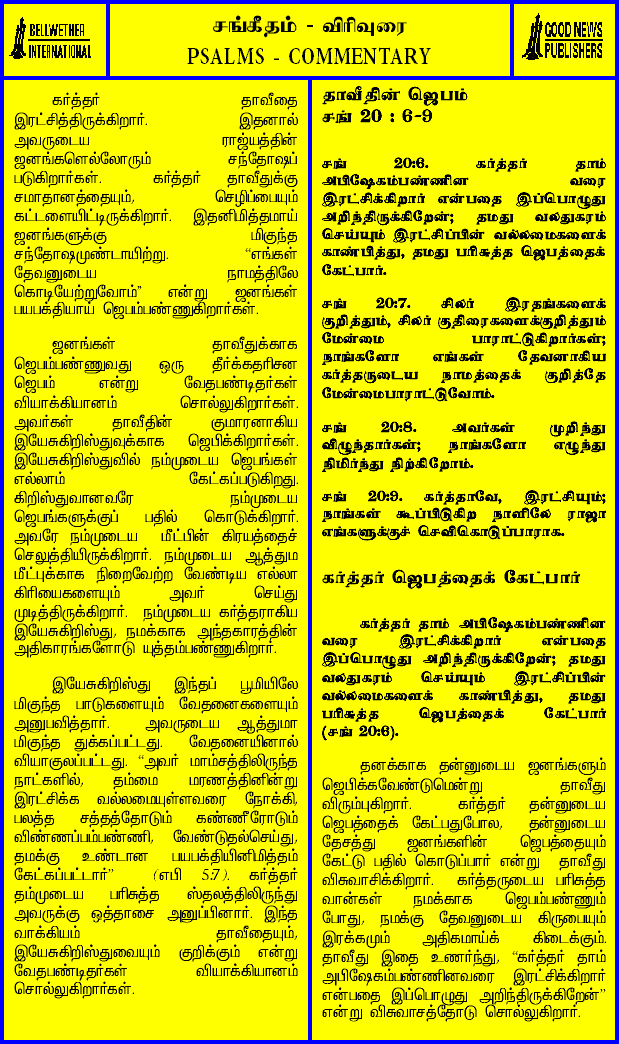 BELLWETHER
INTERNATIONAL
சங்கீதம் - விரிவுரை
PSALMS - COMMENTARY
GOOD NEWS
PUBLISHERS
கர்த்தர் தாவீதை
இரட்சித்திருக்கிறார். இதனால்
அவருடைய ராஜ்யத்தின்
ஜனங்களெல்லோரும் சந்தோஷப்
படுகிறார்கள். கர்த்தர் தாவீதுக்கு
சமாதானத்தையும், செழிப்பையும்
கட்டளையிட்டிருக்கிறார். இதனிமித்தமாய்
ஜனங்களுக்கு மிகுந்த
சந்தோஷமுண்டாயிற்று. “எங்கள்
தேவனுடைய நாமத்திலே
கொடியேற்றுவோம்” என்று ஜனங்கள்
பயபக்தியாய் ஜெபம்பண்ணுகிறார்கள்.
ஜனங்கள் தாவீதுக்காக
ஜெபம்பண்ணுவது ஒரு தீர்க்கதரிசன
ஜெபம் என்று வேதபண்டிதர்கள்
வியாக்கியானம் சொல்லுகிறார்கள்.
அவர்கள் தாவீதின் குமாரனாகிய
இயேசுகிறிஸ்துவுக்காக ஜெபிக்கிறார்கள்.
இயேசுகிறிஸ்துவில் நம்முடைய ஜெபங்கள்
எல்லாம் கேட்கப்படுகிறது.
கிறிஸ்துவானவரே நம்முடைய
ஜெபங்களுக்குப் பதில் கொடுக்கிறார்.
அவரே நம்முடைய மீட்பின் கிரயத்தைச்
செலுத்தியிருக்கிறார். நம்முடைய ஆத்தும
மீட்புக்காக நிறைவேற்ற வேண்டிய எல்லா
கிரியைகளையும் அவர் செய்து
முடித்திருக்கிறார். நம்முடைய கர்த்தராகிய
இயேசுகிறிஸ்து, நமக்காக அந்தகாரத்தின்
அதிகாரங்களோடு யுத்தம்பண்ணுகிறார்.
இயேசுகிறிஸ்து இந்தப் பூமியிலே
மிகுந்த பாடுகளையும் வேதனைகளையும்
அனுபவித்தார். அவருடைய ஆத்துமா
மிகுந்த துக்கப்பட்டது. வேதனையினால்
வியாகுலப்பட்டது. “அவர் மாம்சத்திலிருந்த
நாட்களில், தம்மை மரணத்தினின்று
இரட்சிக்க வல்லமையுள்ளவரை நோக்கி,
பலத்த சத்தத்தோடும் கண்ணீரோடும்
விண்ணப்பம்பண்ணி, வேண்டுதல்செய்து,
தமக்கு உண்டான பயபக்தியினிமித்தம்
கேட்கப்பட்டார்” (எபி 5:7). கர்த்தர்
தம்முடைய பரிசுத்த ஸ்தலத்திலிருந்து
அவருக்கு ஒத்தாசை அனுப்பினார். இந்த
வாக்கியம் தாவீதையும்,
இயேசுகிறிஸ்துவையும் குறிக்கும் என்று
வேதபண்டிதர்கள் வியாக்கியானம்
சொல்லுகிறார்கள்.
தாவீதின் ஜெபம்
சங் 20 : 6-9
சங் 20:6. கர்த்தர் தாம்
அபிஷேகம்பண்ணின வரை
இரட்சிக்கிறார் என்பதை இப்பொழுது
அறிந்திருக்கிறேன்; தமது வலதுகரம்
செய்யும் இரட்சிப்பின் வல்லமைகளைக்
காண்பித்து, தமது பரிசுத்த ஜெபத்தைக்
கேட்பார்.
சங் 20:7. சிலர் இரதங்களைக்
குறித்தும், சிலர் குதிரைகளைக்குறித்தும்
மேன்மை பாராட்டுகிறார்கள்;
நாங்களோ எங்கள் தேவனாகிய
கர்த்தருடைய நாமத்தைக் குறித்தே
மேன்மைபாராட்டுவோம்.
சங் 20:8. அவர்கள் முறிந்து
விழுந்தார்கள்; நாங்களோ எழுந்து
நிமிர்ந்து நிற்கிறோம்.
சங் 20:9. கர்த்தாவே, இரட்சியும்;
நாங்கள் கூப்பிடுகிற நாளிலே ராஜா
எங்களுக்குச் செவிகொடுப்பாராக.
கர்த்தர் ஜெபத்தைக் கேட்பார்
கர்த்தர் தாம் அபிஷேகம்பண்ணின
வரை இரட்சிக்கிறார் என்பதை
இப்பொழுது அறிந்திருக்கிறேன்; தமது
வலதுகரம் செய்யும் இரட்சிப்பின்
வல்லமைகளைக் காண்பித்து, தமது
பரிசுத்த ஜெபத்தைக் கேட்பார்
(சங் 20:6).
தனக்காக தன்னுடைய ஜனங்களும்
ஜெபிக்கவேண்டுமென்று தாவீது
விரும்புகிறார். கர்த்தர் தன்னுடைய
ஜெபத்தைக் கேட்பதுபோல, தன்னுடைய
தேசத்து ஜனங்களின் ஜெபத்தையும்
கேட்டு பதில் கொடுப்பார் என்று தாவீது
விசுவாசிக்கிறார். கர்த்தருடைய பரிசுத்த
வான்கள் நமக்காக ஜெபம்பண்ணும்
போது, நமக்கு தேவனுடைய கிருபையும்
இரக்கமும் அதிகமாய்க் கிடைக்கும்.
தாவீது இதை உணர்ந்து, “கர்த்தர் தாம்
அபிஷேகம்பண்ணினவரை இரட்சிக்கிறார்
என்பதை இப்பொழுது அறிந்திருக்கிறேன்”
என்று விசுவாசத்தோடு சொல்லுகிறார்.